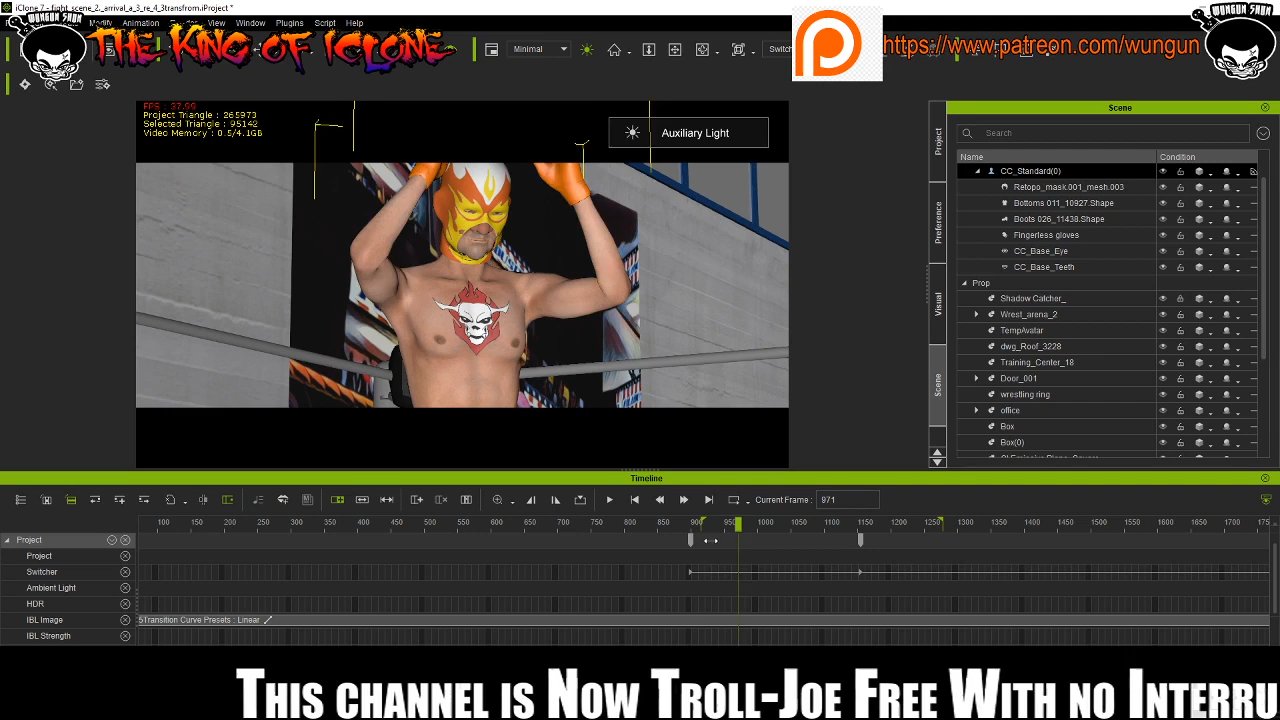 iClone 7 - fight_scene_2._arrival_a_3_re_4_3transfrom.iProject *
Modify Animation View Window Plugins Script Help
WUNGUN SHUN
THE KING OF ICLONE
Minimal
Switch
https://www.patreon.com/wungun
WUNGUN SHUN
FPS : 37.99
Project Triangle : 265973
Selected Triangle : 95142
Video Memory : 0.5/4.1GB
Auxiliary Light
Project
Preference
Visual
Scene
Scene
Search
Name Condition
CC_Standard(0)
Retopo_mask.001_mesh.003
Bottoms 011_10927.Shape
Boots 026_11438.Shape
Fingerless gloves
CC_Base_Eye
CC_Base_Teeth
Prop
Shadow Catcher_
Wrest_arena_2
TempAvatar
dwg_Roof_3228
Training_Center_18
Door_001
wrestling ring
office
Box
Box(0)
Timeline
Current Frame : 971
100 150 200 250 300 350 400 450 500 550 600 650 700 750 800 850 900 950 1000 1050 1100 1150 1200 1250 1300 1350 1400 1450 1500 1550 1600 1650 1700 175
Project
Project
Switcher
Ambient Light
HDR
IBL Image
5Transition Curve Presets : Linear
IBL Strength
THIS CHANNEL IS NOW TROLL-JOE FREE WITH NO INTERRU